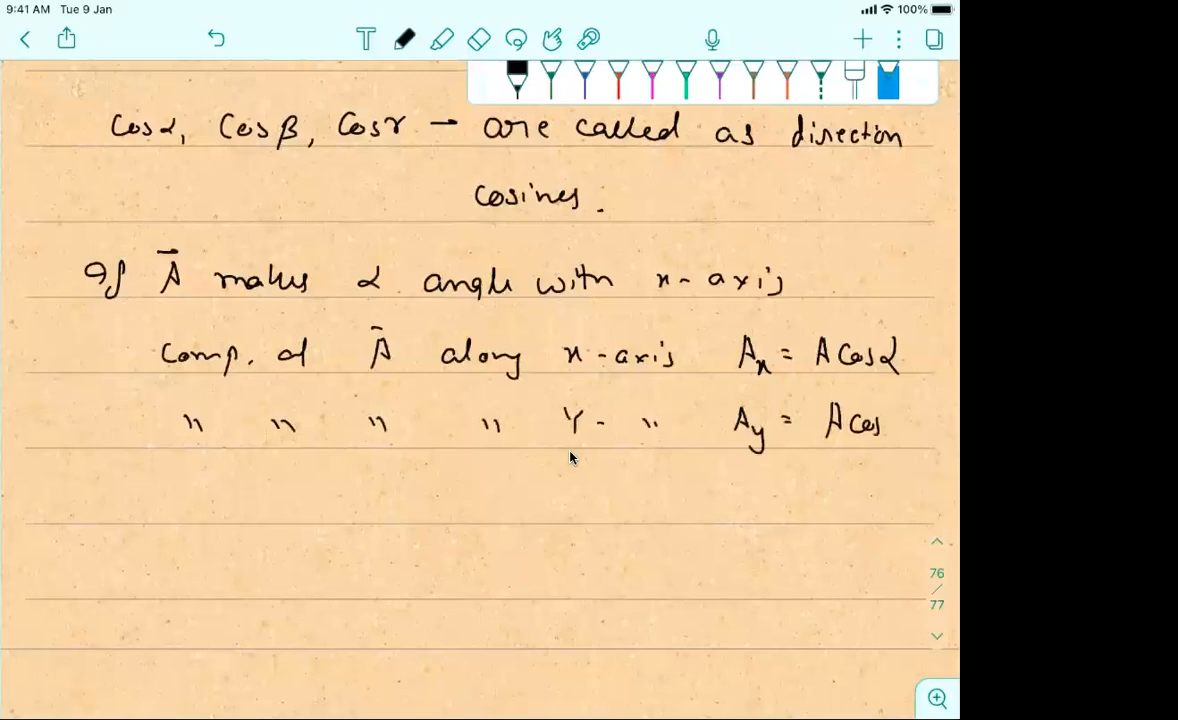 9:41 AM Tue 9 Jan 100%
Cosα, Cosβ, Cosγ – are called as direction
cosines.
If A⃗ makes α angle with x-axis
Comp. of A⃗ along x-axis Ax = A Cosα
" " " " Y- " Ay = A Cos
76
/
77